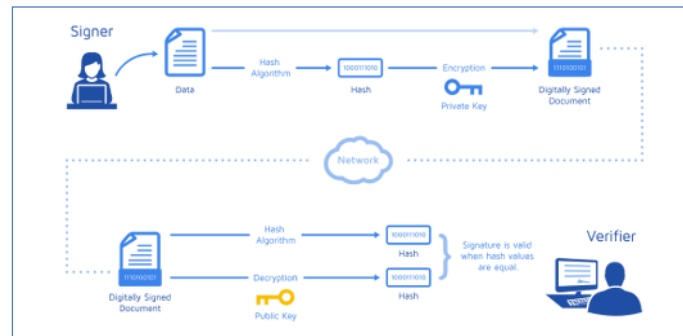 Signer
Data
Hash
Algorithm
1000111010
Hash
Encryption
Private Key
1110100101
Digitally Signed
Document
Network
1110100101
Digitally Signed
Document
Hash
Algorithm
1000111010
Hash
Decryption
Public Key
1000111010
Hash
Signature is valid
when hash values
are equal.
Verifier